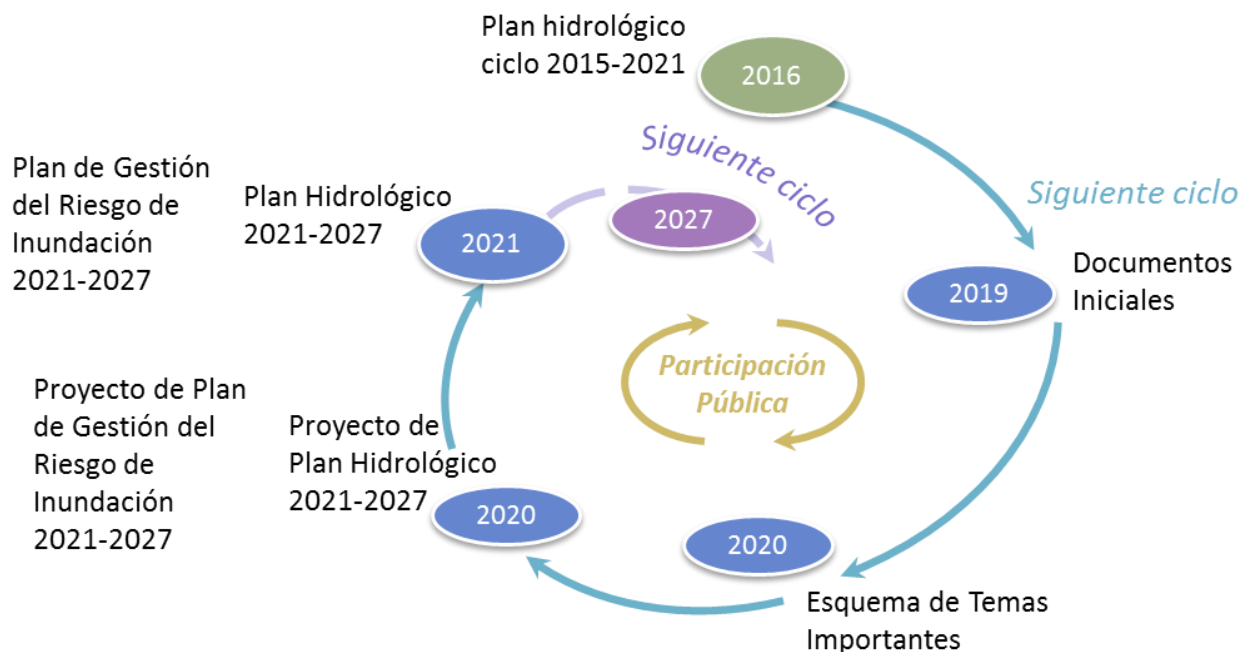 Plan hidrológico
ciclo 2015-2021
2016
Siguiente ciclo
Documentos
Iniciales
2019
Esquema de Temas
Importantes
2020
Proyecto de
Plan Hidrológico
2021-2027
2020
Proyecto de Plan
de Gestión del
Riesgo de
Inundación
2021-2027
Plan Hidrológico
2021-2027
2021
Plan de Gestión
del Riesgo de
Inundación
2021-2027
Siguiente ciclo
2027
Participación
Pública